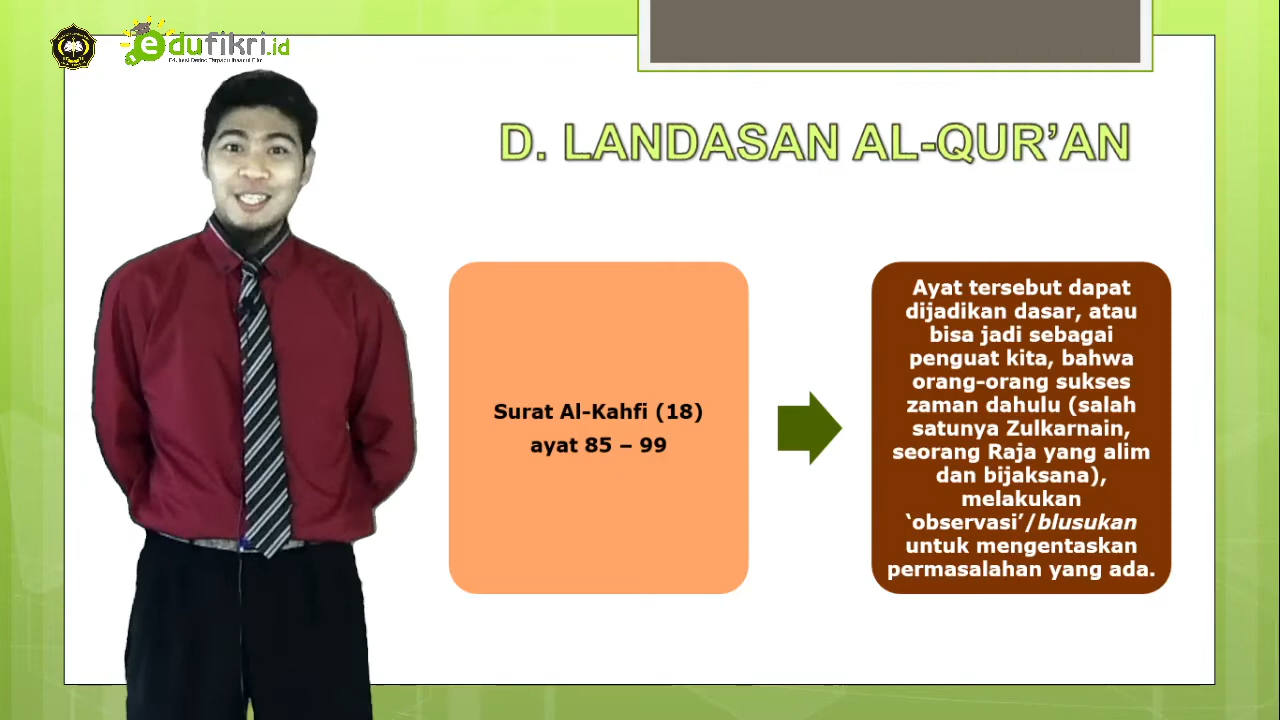 edufikri.id
D. LANDASAN AL-QUR’AN
Surat Al-Kahfi (18)
ayat 85 – 99
Ayat tersebut dapat
dijadikan dasar, atau
bisa jadi sebagai
penguat kita, bahwa
orang-orang sukses
zaman dahulu (salah
satunya Zulkarnain,
seorang Raja yang alim
dan bijaksana),
melakukan
‘observasi’/blusukan
untuk mengentaskan
permasalahan yang ada.